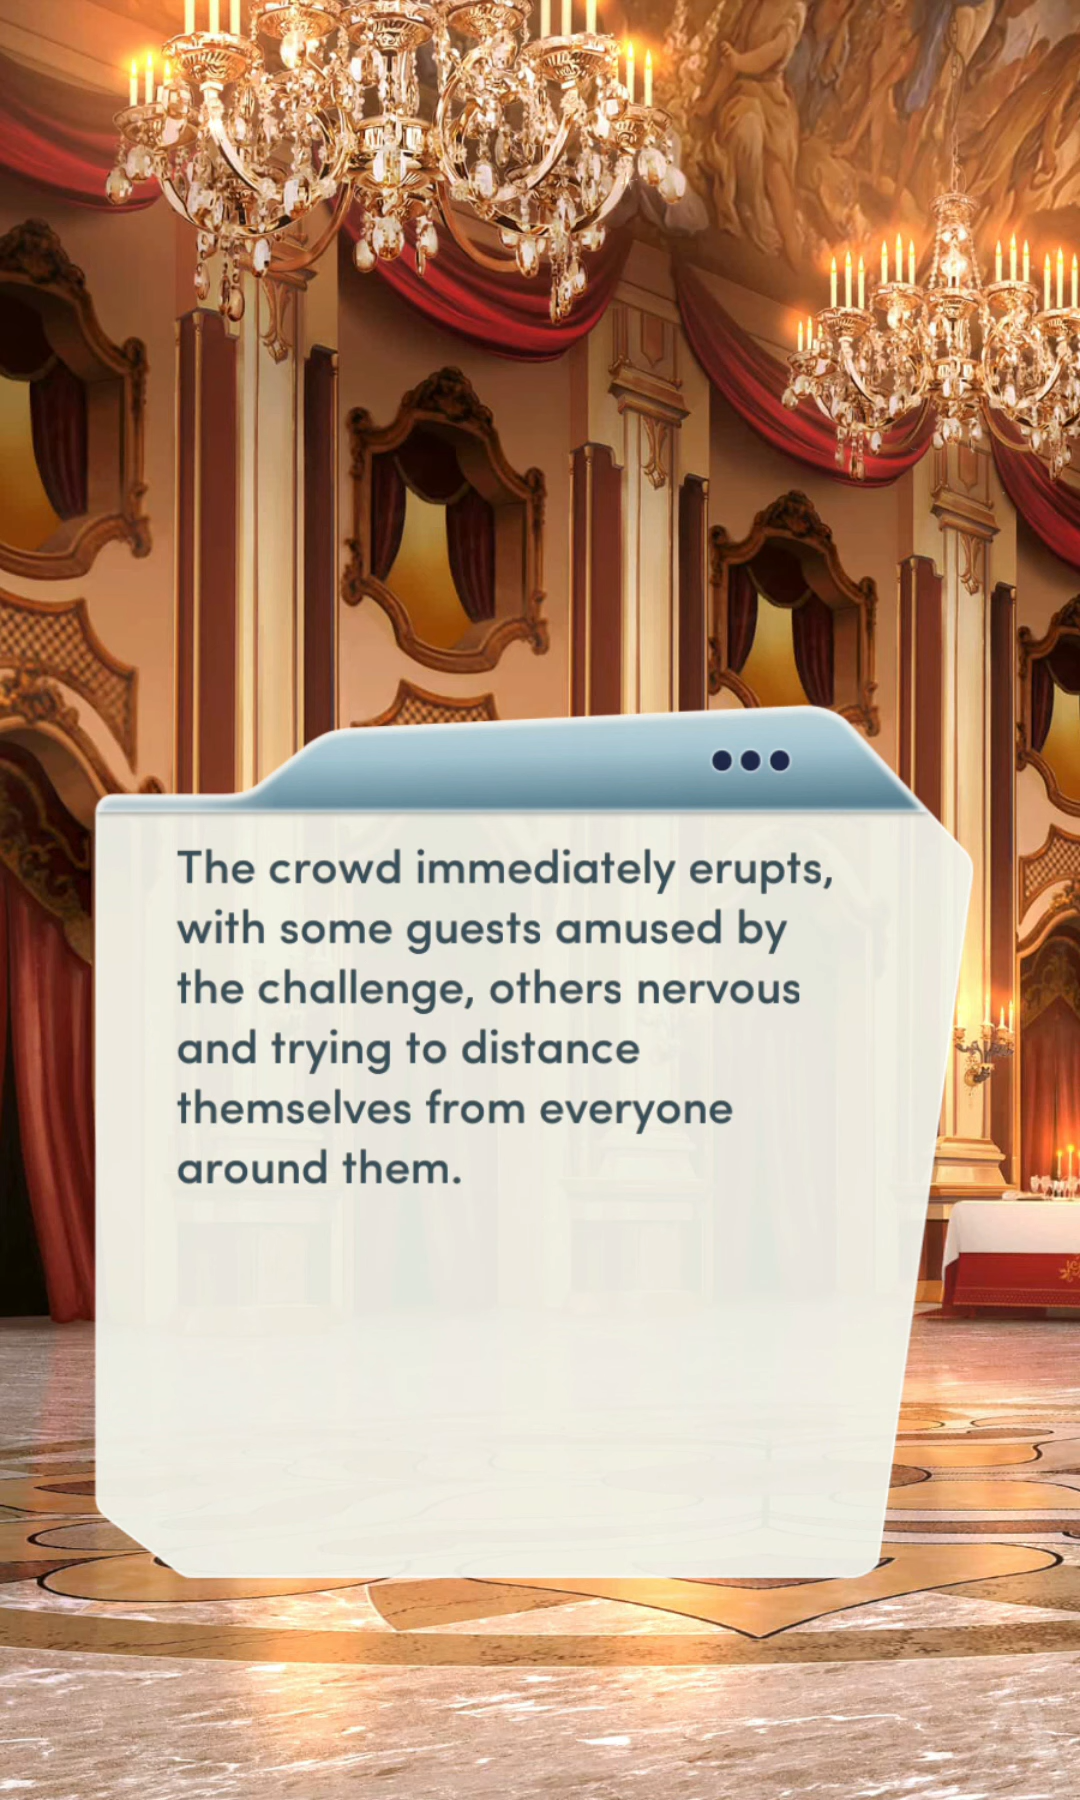 The crowd immediately erupts,
with some guests amused by
the challenge, others nervous
and trying to distance
themselves from everyone
around them.